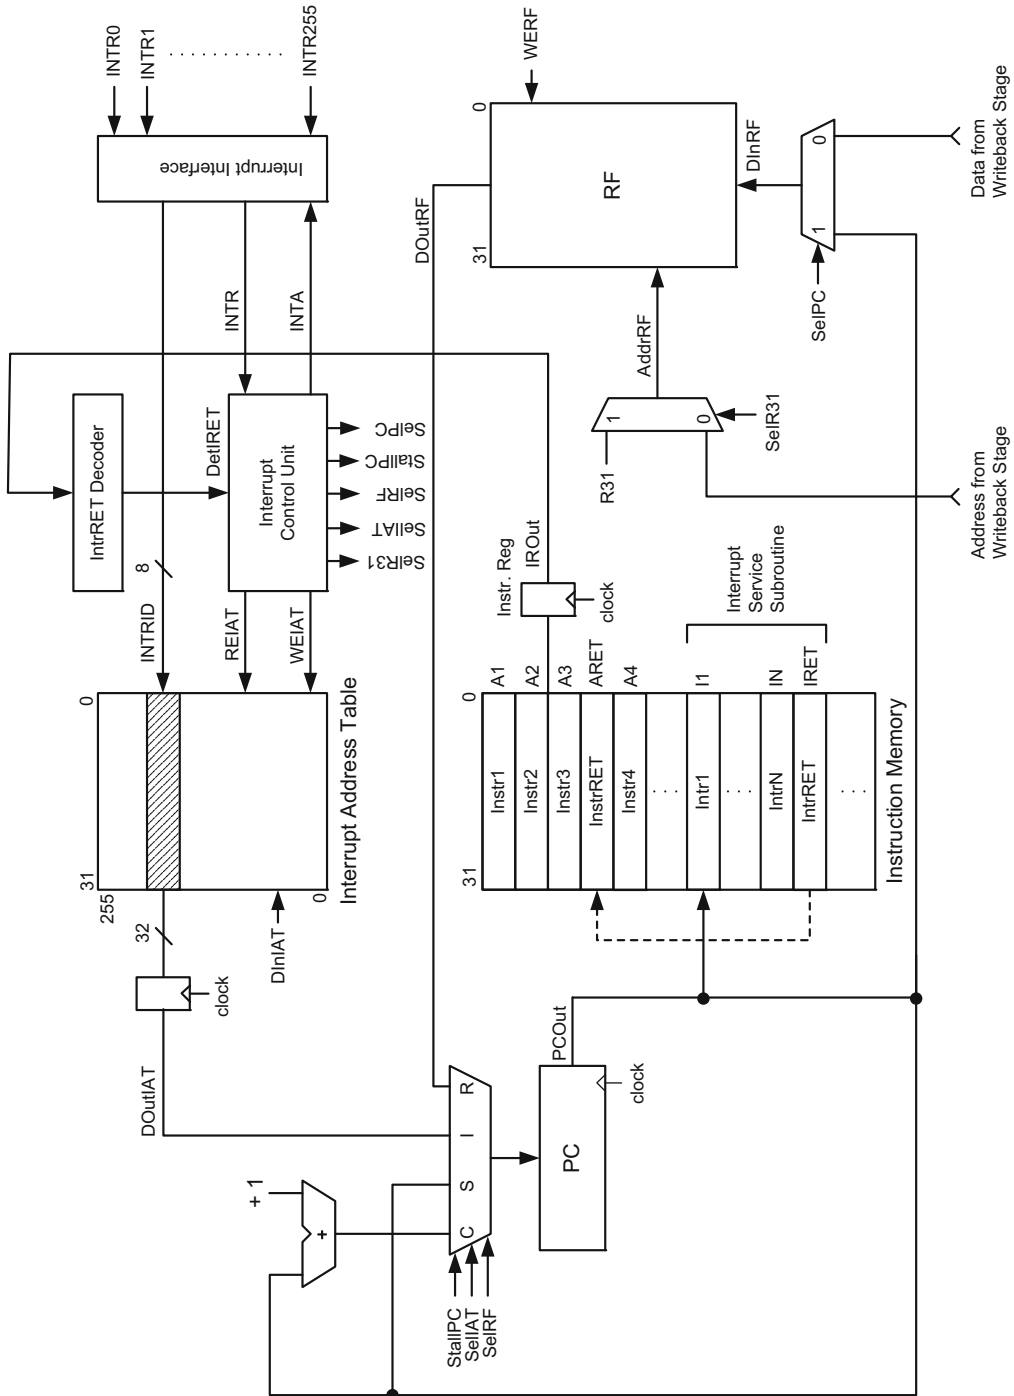 INTR0
INTR1
. . . . . . . . . . . .
INTR255
Interrupt Interface
INTRID
8
INTR
INTA
IntrRET Decoder
DetIRET
Interrupt
Control Unit
SelPC
StallPC
SelRF
SelIAT
SelR31
REIAT
WEIAT
31
0
255
0
Interrupt Address Table
32
DInIAT
clock
DOutIAT
DOutRF
WERF
31
0
RF
DInRF
1
0
SelPC
Data from
Writeback Stage
AddrRF
1
0
R31
SelR31
Address from
Writeback Stage
Instr. Reg
IROut
clock
31
0
Instr1
A1
Instr2
A2
Instr3
A3
InstrRET
ARET
Instr4
A4
. . .
Intr1
I1
. . .
IntrN
IN
IntrRET
IRET
. . .
Interrupt
Service
Subroutine
Instruction Memory
+ 1
+
C
S
I
R
StallPC
SelIAT
SelRF
PC
PCOut
clock